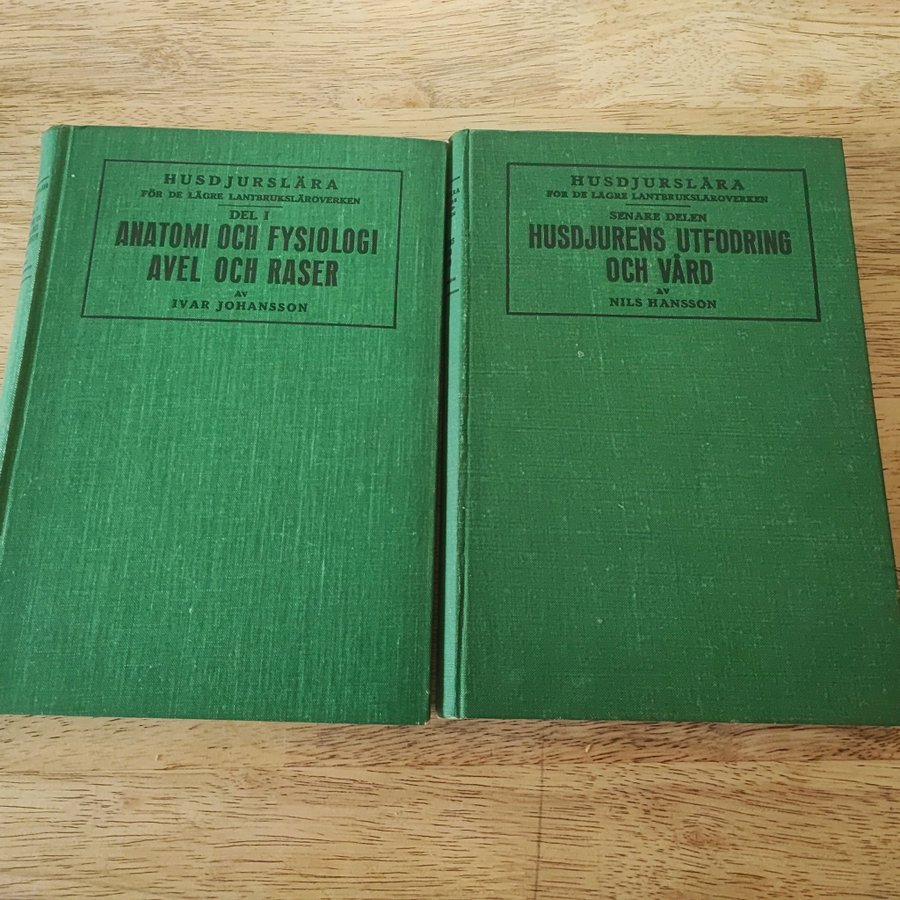 HUSDJURSLÄRA
FÖR DE LÄGRE LANTBRUKSLÄROVERKEN
DEL I
ANATOMI OCH FYSIOLOGI
AVEL OCH RASER
AV
IVAR JOHANSSON
HUSDJURSLÄRA
FÖR DE LÄGRE LANTBRUKSLÄROVERKEN
SENARE DELEN
HUSDJURENS UTFODRING
OCH VÅRD
AV
NILS HANSSON